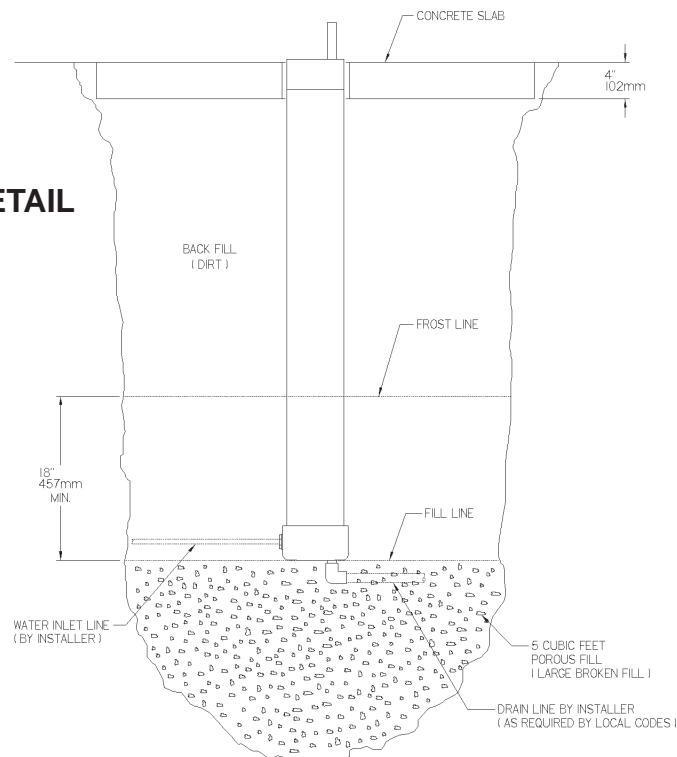 CONCRETE SLAB
4"
102mm
ETAIL
BACK FILL
( DIRT )
FROST LINE
18"
457mm
MIN.
FILL LINE
WATER INLET LINE
( BY INSTALLER )
5 CUBIC FEET
POROUS FILL
( LARGE BROKEN FILL )
DRAIN LINE BY INSTALLER
( AS REQUIRED BY LOCAL CODES )